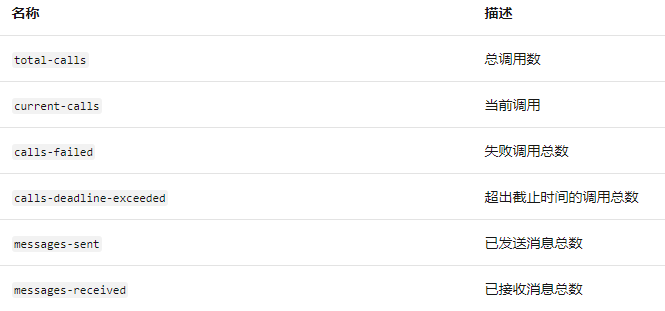 名称 描述
total-calls 总调用数
current-calls 当前调用
calls-failed 失败调用总数
calls-deadline-exceeded 超出截止时间的调用总数
messages-sent 已发送消息总数
messages-received 已接收消息总数